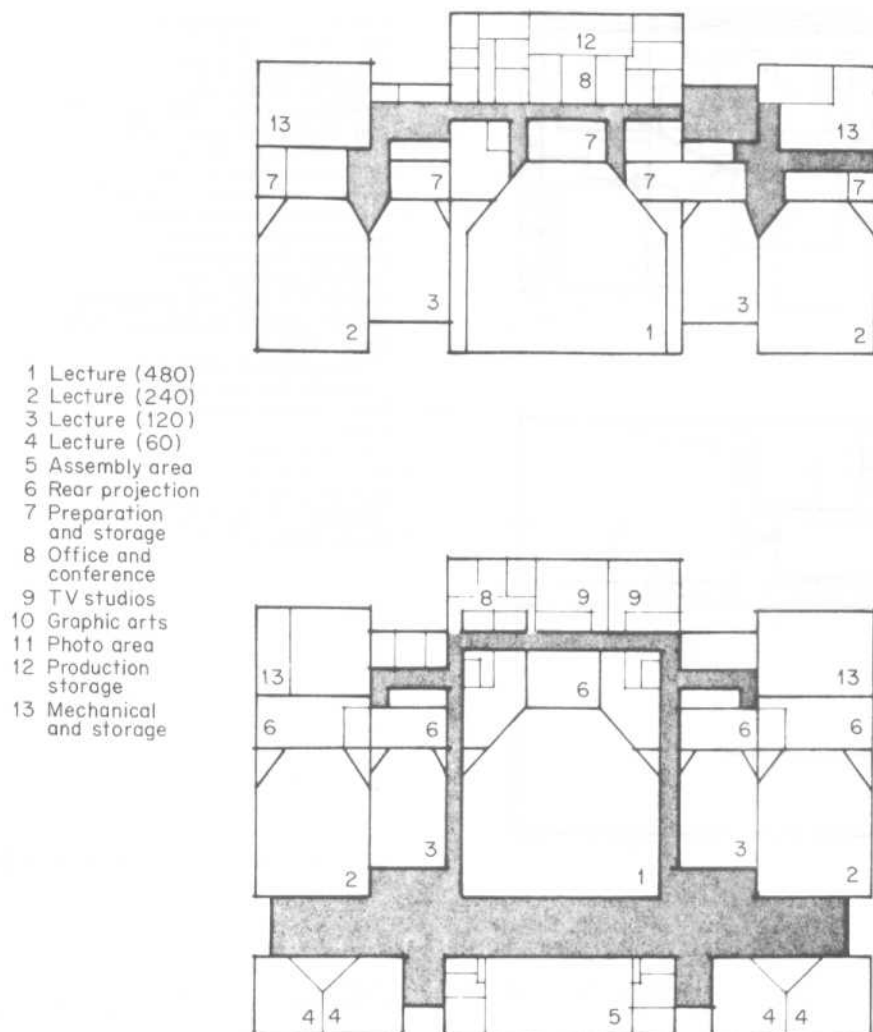 12
8
13
13
7
7
7
7
7
3
3
2
1
2
1 Lecture (480)
2 Lecture (240)
3 Lecture (120)
4 Lecture (60)
5 Assembly area
6 Rear projection
7 Preparation
and storage
8 Office and
conference
9 TV studios
10 Graphic arts
11 Photo area
12 Production
storage
13 Mechanical
and storage
8
9
9
13
13
6
6
6
6
6
3
3
2
1
2
4
4
5
4
4